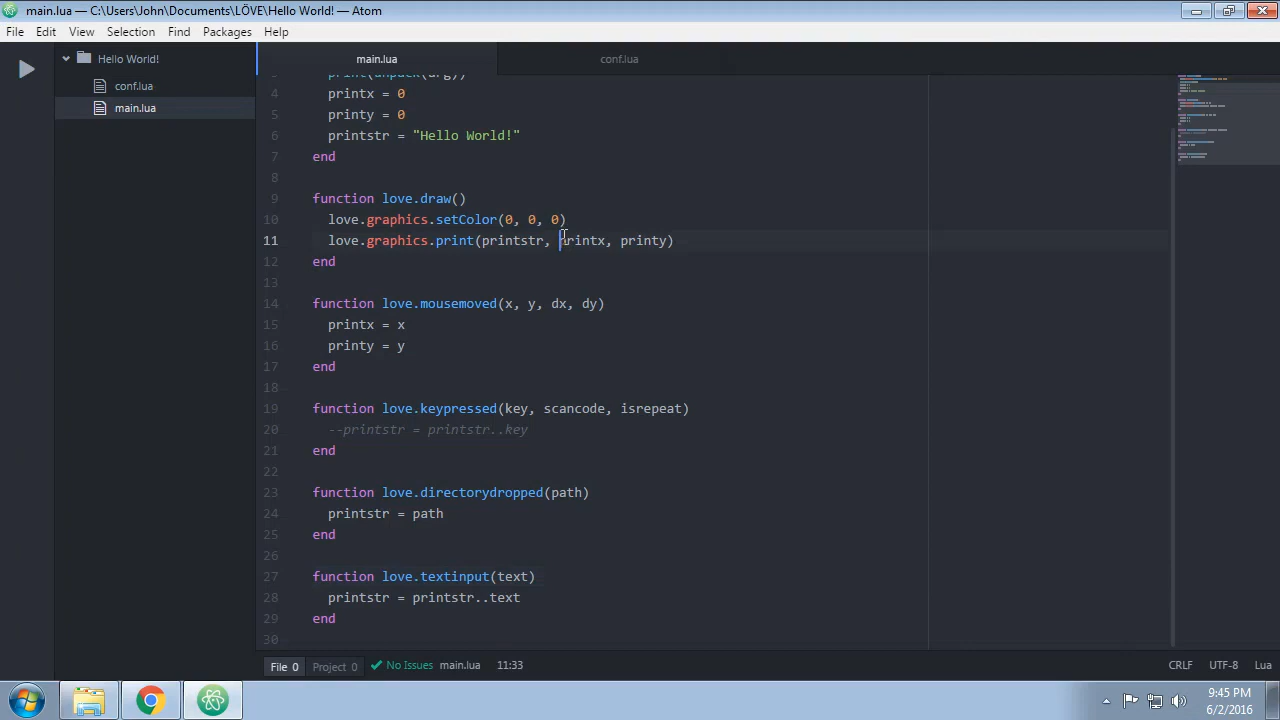 main.lua — C:\Users\John\Documents\LÖVE\Hello World! — Atom
File Edit View Selection Find Packages Help
Hello World!
conf.lua
main.lua
main.lua conf.lua
3 print(unpack(arg))
4 printx = 0
5 printy = 0
6 printstr = "Hello World!"
7 end
8
9 function love.draw()
10 love.graphics.setColor(0, 0, 0)
11 love.graphics.print(printstr, printx, printy)
12 end
13
14 function love.mousemoved(x, y, dx, dy)
15 printx = x
16 printy = y
17 end
18
19 function love.keypressed(key, scancode, isrepeat)
20 --printstr = printstr..key
21 end
22
23 function love.directorydropped(path)
24 printstr = path
25 end
26
27 function love.textinput(text)
28 printstr = printstr..text
29 end
30
File 0 Project 0 No Issues main.lua 11:33 CRLF UTF-8 Lua
9:45 PM
6/2/2016